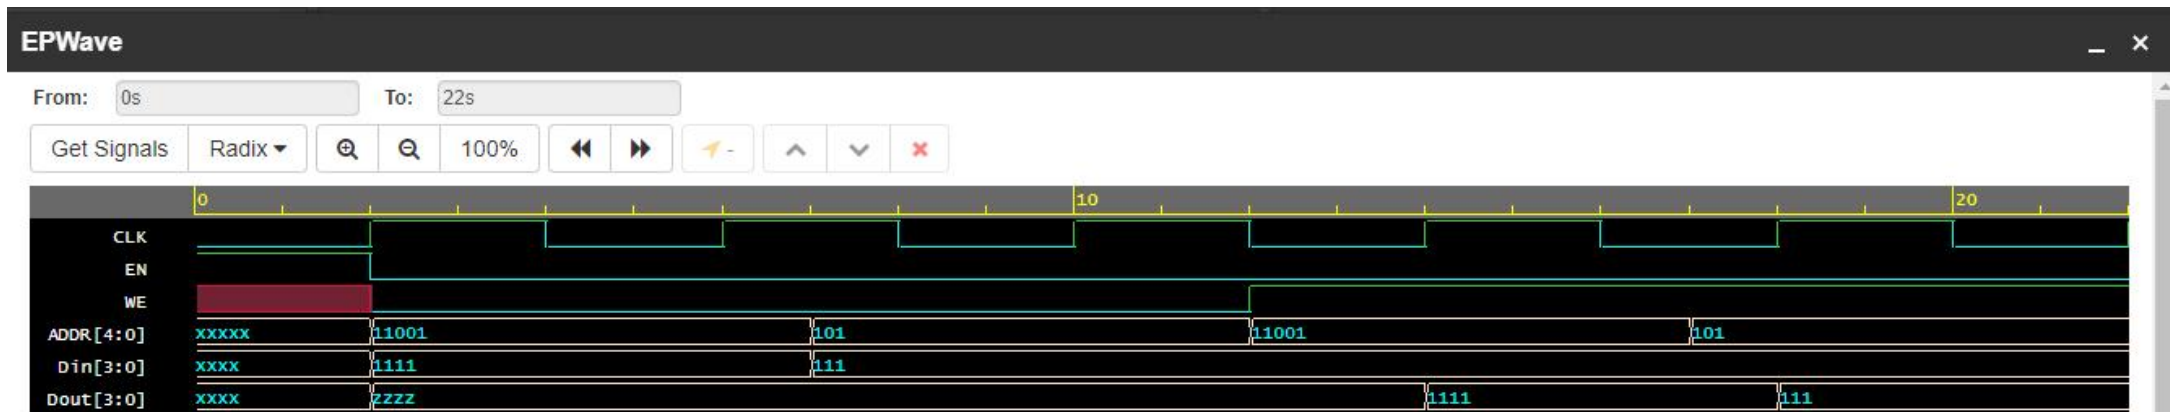 EPWave
From: 0s To: 22s
Get Signals Radix 100% -
0 10 20
CLK
EN
WE
ADDR[4:0] xxxxx 11001 101 11001 101
Din[3:0] xxxx 1111 111
Dout[3:0] xxxx zzzz 1111 111